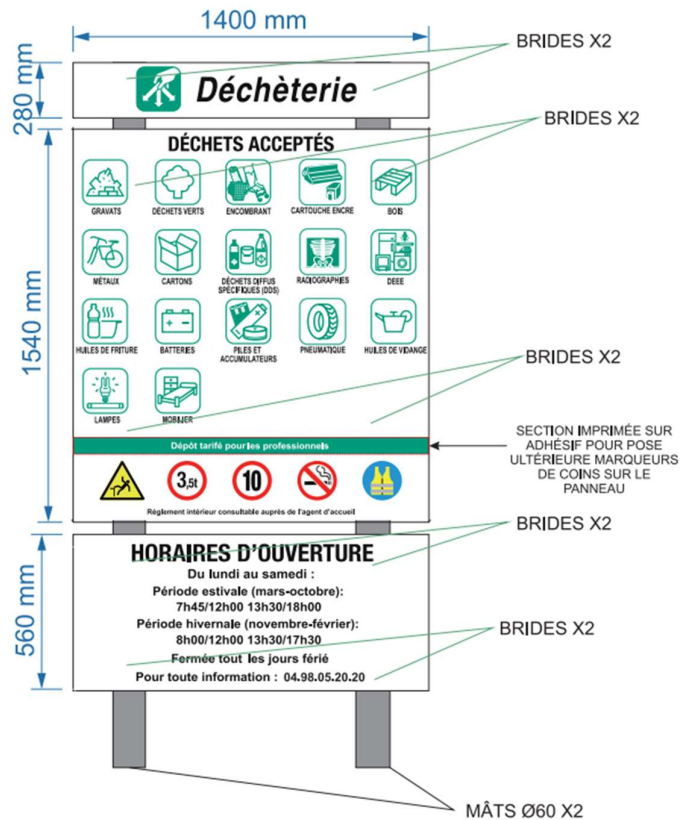 1400 mm
BRIDES X2
280 mm
Déchèterie
BRIDES X2
1540 mm
DÉCHETS ACCEPTÉS
GRAVATS
DÉCHETS VERTS
ENCOMBRANT
CARTOUCHE ENCRE
BOIS
MÉTAUX
CARTONS
DÉCHETS DIFFUS
SPÉCIFIQUES (DDS)
RADIOGRAPHIES
DEEE
HUILES DE FRITURE
BATTERIES
PILES ET
ACCUMULATEURS
PNEUMATIQUE
HUILES DE VIDANGE
BRIDES X2
LAMPES
MOBILIER
Dépôt tarifé pour les professionnels
SECTION IMPRIMÉE SUR
ADHÉSIF POUR POSE
ULTÉRIEURE MARQUEURS
DE COINS SUR LE
PANNEAU
3,5t
10
Règlement intérieur consultable auprès de l'agent d'accueil
BRIDES X2
560 mm
HORAIRES D'OUVERTURE
Du lundi au samedi :
Période estivale (mars-octobre):
7h45/12h00 13h30/18h00
Période hivernale (novembre-février):
8h00/12h00 13h30/17h30
Fermée tout les jours férié
Pour toute information : 04.98.05.20.20
BRIDES X2
MÂTS Ø60 X2